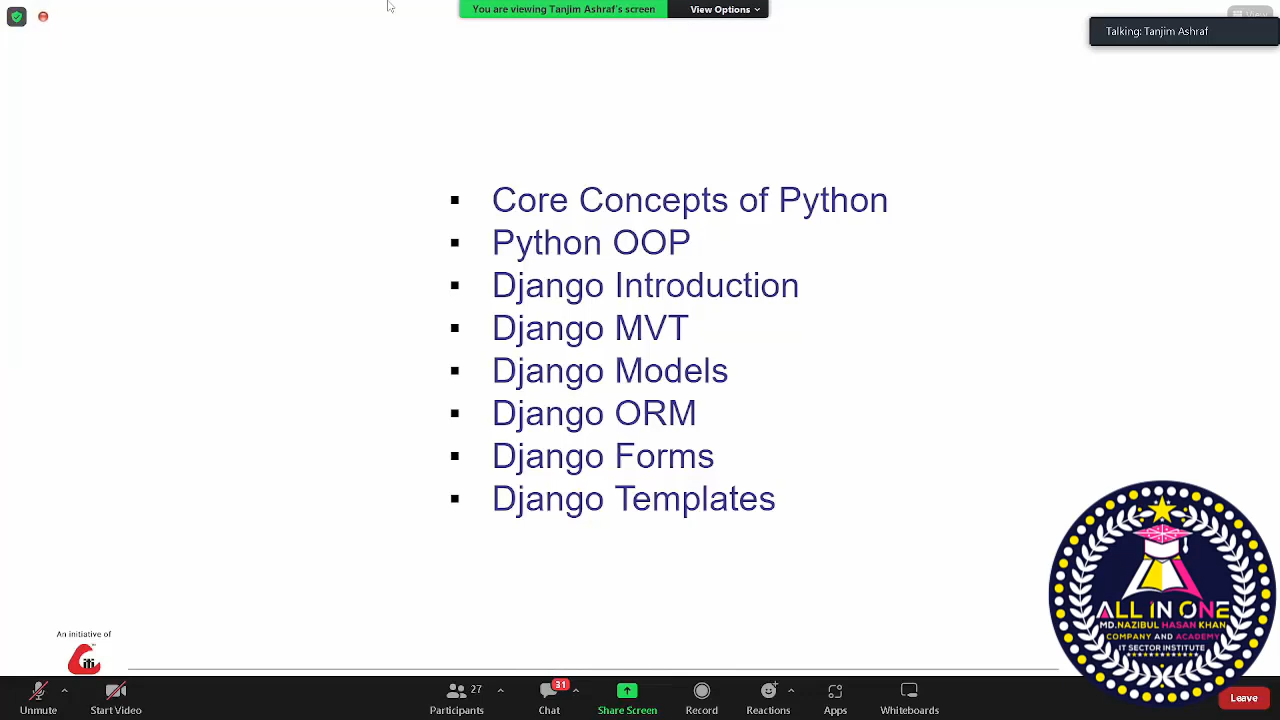 You are viewing Tanjim Ashraf's screen
View Options
View
Talking: Tanjim Ashraf
▪ Core Concepts of Python
▪ Python OOP
▪ Django Introduction
▪ Django MVT
▪ Django Models
▪ Django ORM
▪ Django Forms
▪ Django Templates
ALL IN ONE
MD.NAZIBUL HASAN KHAN
COMPANY AND ACADEMY
IT SECTOR INSTITUTE
An initiative of
Unmute
Start Video
27
Participants
31
Chat
Share Screen
Record
Reactions
Apps
Whiteboards
Leave